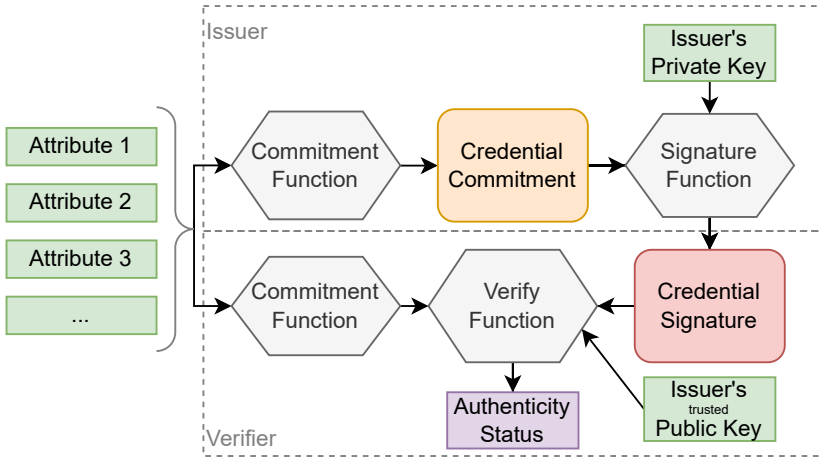 Issuer
Issuer's
Private Key
Attribute 1
Attribute 2
Attribute 3
...
Commitment
Function
Credential
Commitment
Signature
Function
Commitment
Function
Verify
Function
Credential
Signature
Authenticity
Status
Issuer's
trusted
Public Key
Verifier